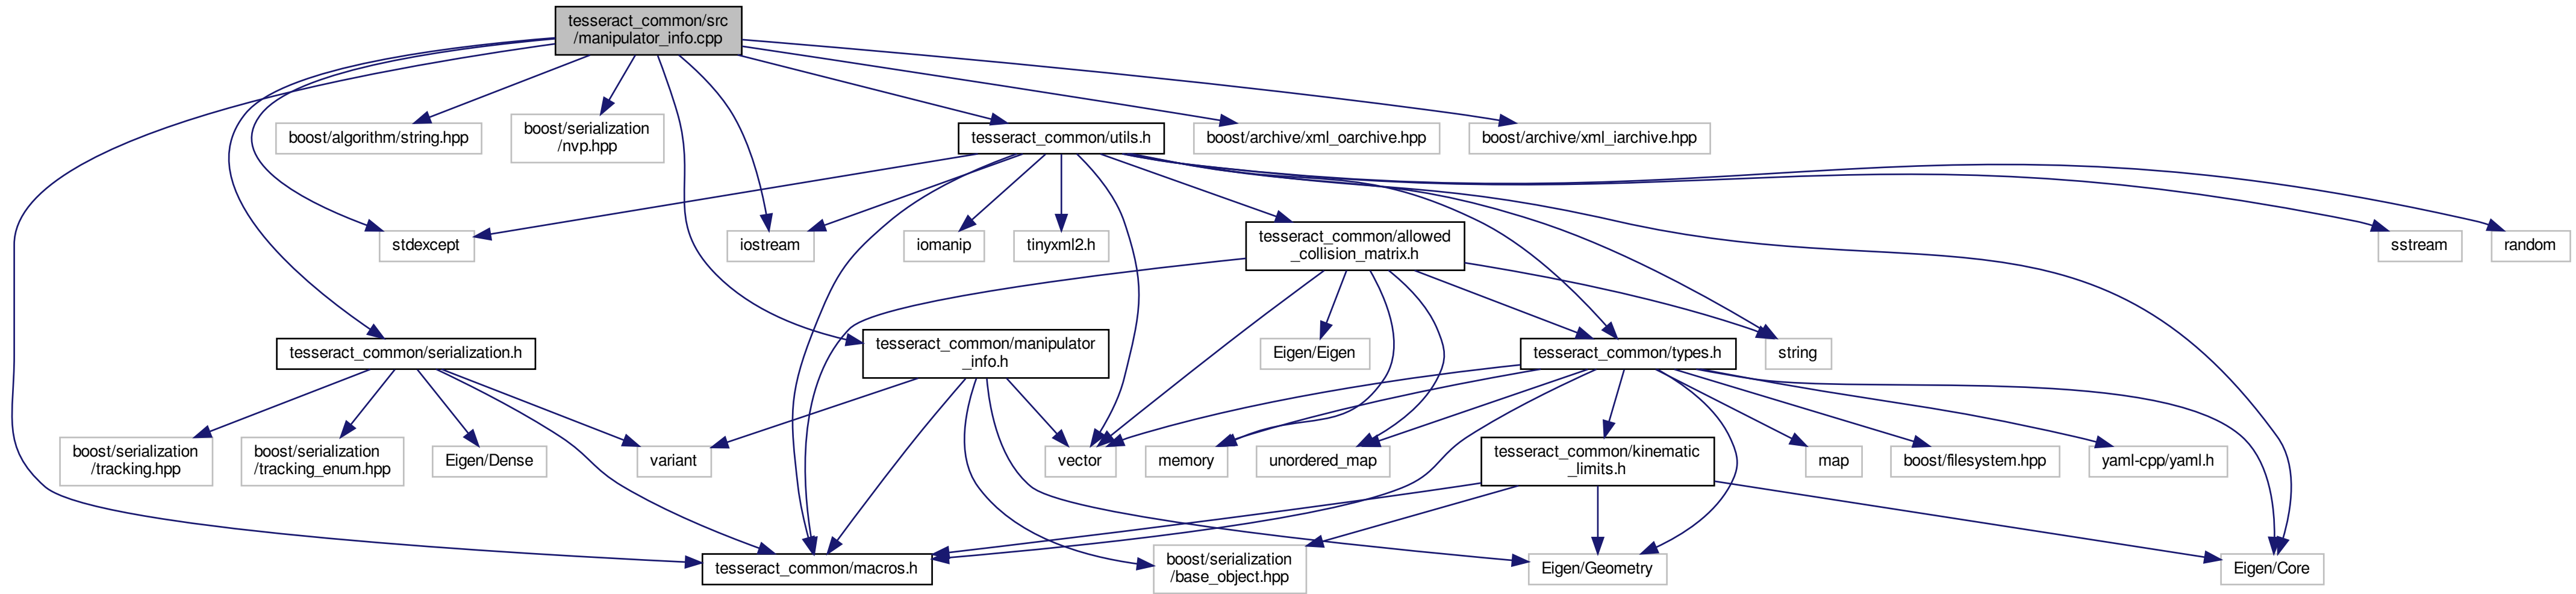 tesseract_common/src
/manipulator_info.cpp
boost/algorithm/string.hpp
boost/serialization
/nvp.hpp
tesseract_common/utils.h
boost/archive/xml_oarchive.hpp
boost/archive/xml_iarchive.hpp
stdexcept
iostream
iomanip
tinyxml2.h
tesseract_common/allowed
_collision_matrix.h
sstream
random
tesseract_common/serialization.h
tesseract_common/manipulator
_info.h
Eigen/Eigen
tesseract_common/types.h
string
boost/serialization
/tracking.hpp
boost/serialization
/tracking_enum.hpp
Eigen/Dense
variant
vector
memory
unordered_map
tesseract_common/kinematic
_limits.h
map
boost/filesystem.hpp
yaml-cpp/yaml.h
tesseract_common/macros.h
boost/serialization
/base_object.hpp
Eigen/Geometry
Eigen/Core